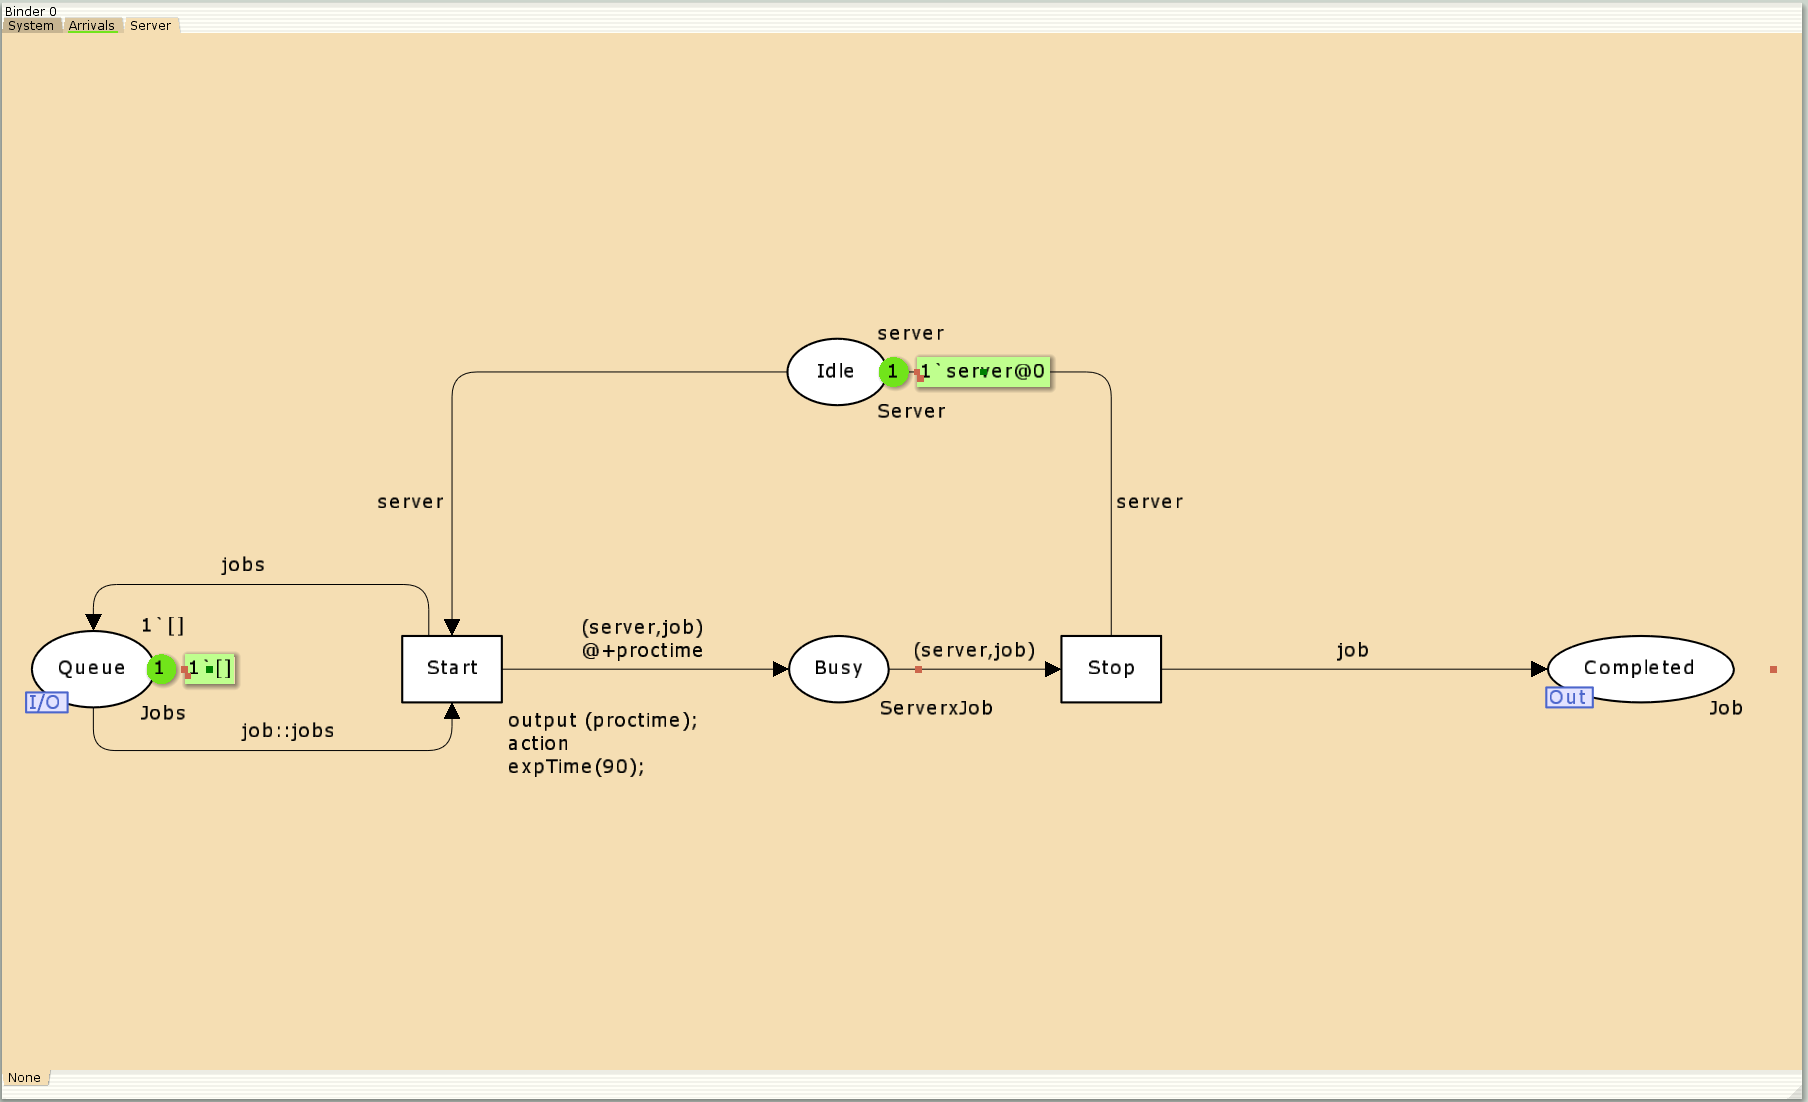 Binder 0
System
Arrivals
Server
server
Idle
1
1`server@0
Server
server
server
jobs
1`[]
(server,job)
@+proctime
Queue
1
1`[]
Start
Busy
(server,job)
Stop
job
Completed
I/O
Out
Jobs
ServerxJob
Job
job::jobs
output (proctime);
action
expTime(90);
None